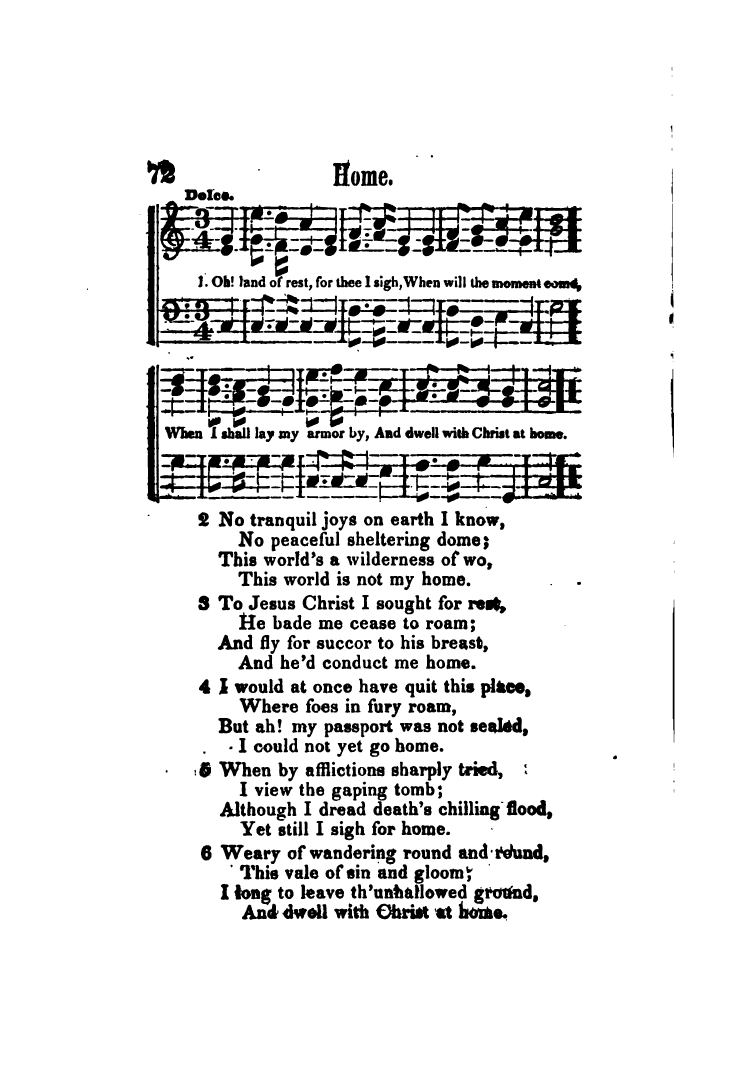 72
Home.
Dolce.
1. Oh! land of rest, for thee I sigh, When will the moment come,
When I shall lay my armor by, And dwell with Christ at home.
2 No tranquil joys on earth I know,
No peaceful sheltering dome;
This world's a wilderness of wo,
This world is not my home.
3 To Jesus Christ I sought for rest,
He bade me cease to roam;
And fly for succor to his breast,
And he'd conduct me home.
4 I would at once have quit this place,
Where foes in fury roam,
But ah! my passport was not sealed,
I could not yet go home.
5 When by afflictions sharply tried,
I view the gaping tomb;
Although I dread death's chilling flood,
Yet still I sigh for home.
6 Weary of wandering round and round,
This vale of sin and gloom;
I long to leave th'unhallowed ground,
And dwell with Christ at home.